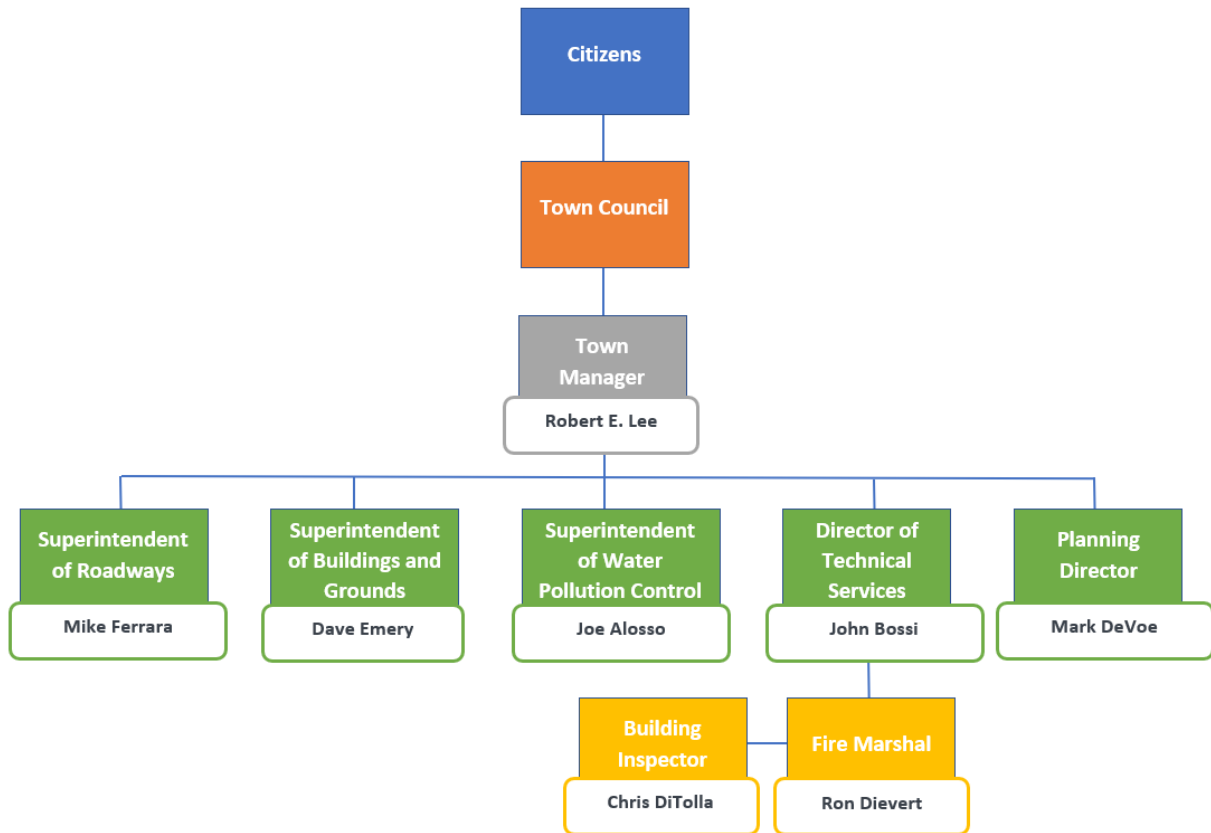 Citizens
Town Council
Town
Manager
Robert E. Lee
Superintendent
of Roadways
Mike Ferrara
Superintendent
of Buildings and
Grounds
Dave Emery
Superintendent
of Water
Pollution Control
Joe Alosso
Director of
Technical
Services
John Bossi
Planning
Director
Mark DeVoe
Building
Inspector
Chris DiTolla
Fire Marshal
Ron Dievert